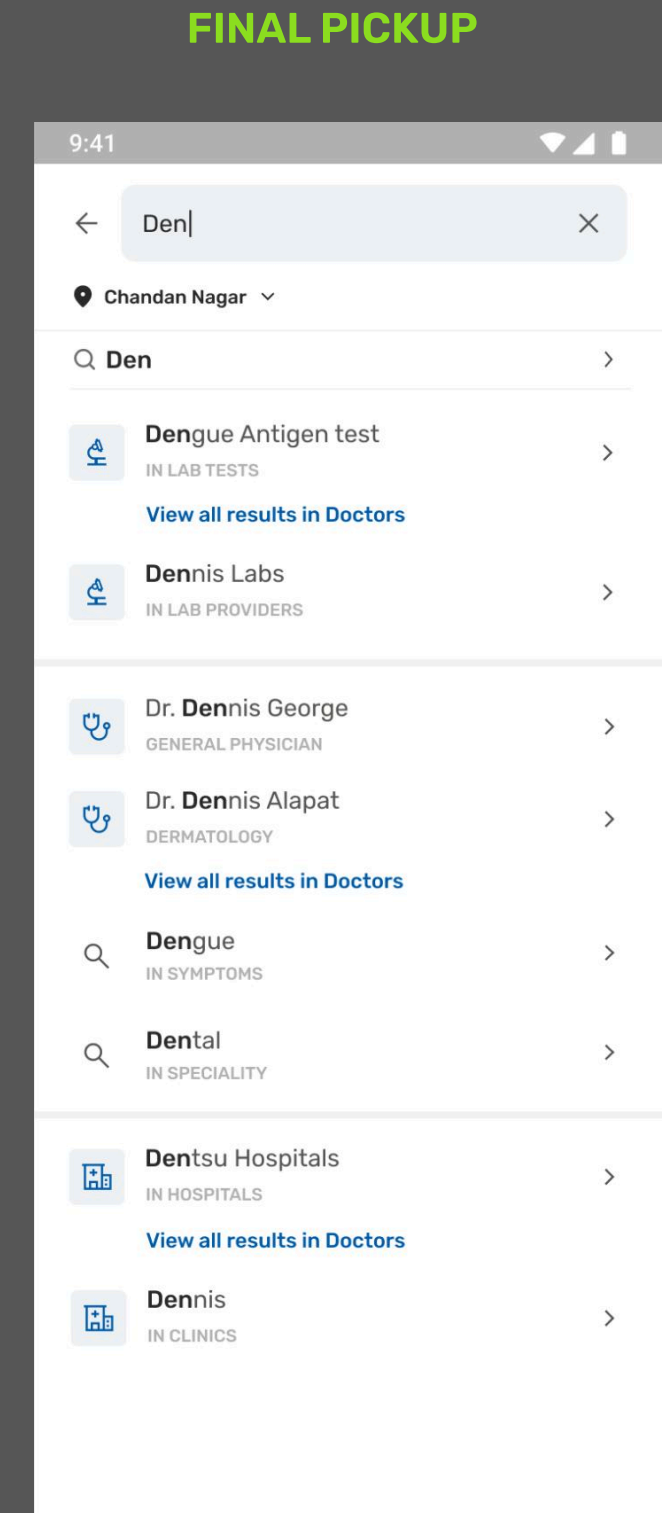 FINAL PICKUP
9:41
Den
Chandan Nagar
Den
Dengue Antigen test
IN LAB TESTS
View all results in Doctors
Dennis Labs
IN LAB PROVIDERS
Dr. Dennis George
GENERAL PHYSICIAN
Dr. Dennis Alapat
DERMATOLOGY
View all results in Doctors
Dengue
IN SYMPTOMS
Dental
IN SPECIALITY
Dentsu Hospitals
IN HOSPITALS
View all results in Doctors
Dennis
IN CLINICS